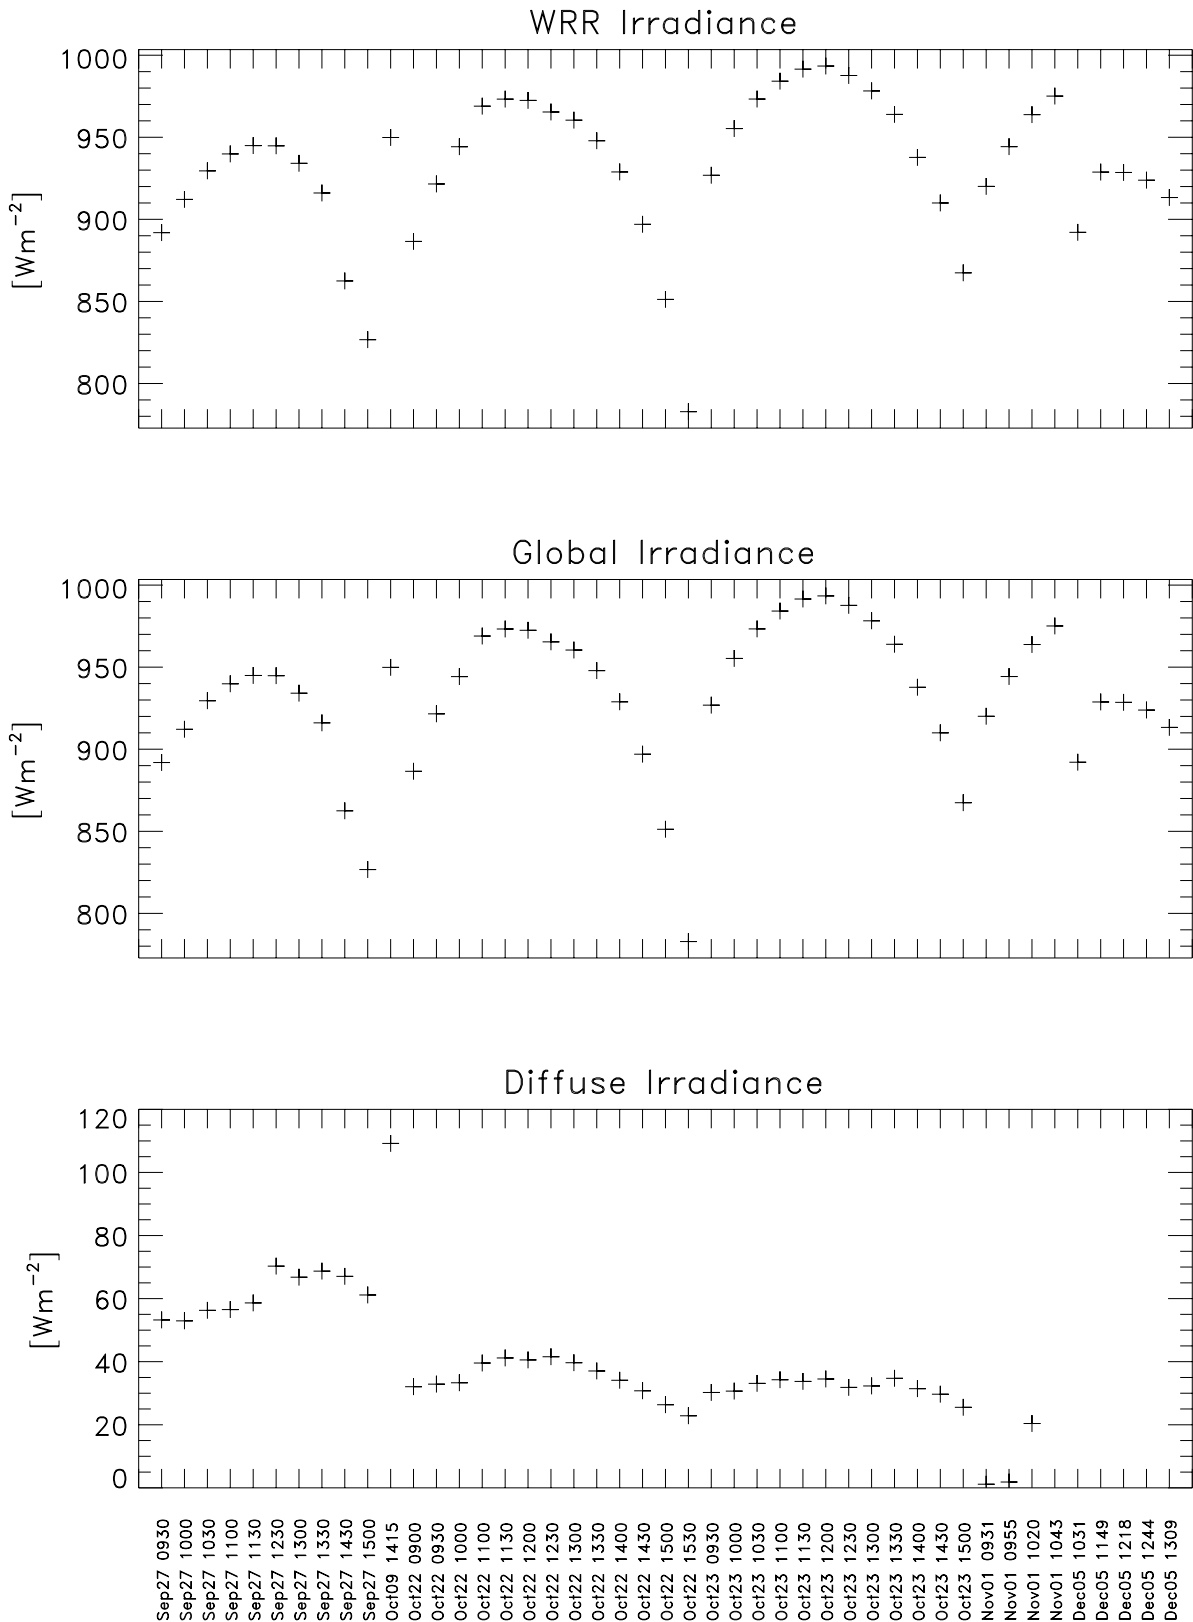 WRR Irradiance
1000
950
900
850
800
[Wm−2]
Global Irradiance
1000
950
900
850
800
[Wm−2]
Diffuse Irradiance
120
100
80
60
40
20
0
[Wm−2]
Sep27 0930
Sep27 1000
Sep27 1030
Sep27 1100
Sep27 1130
Sep27 1230
Sep27 1300
Sep27 1330
Sep27 1430
Sep27 1500
Oct09 1415
Oct22 0900
Oct22 0930
Oct22 1000
Oct22 1100
Oct22 1130
Oct22 1200
Oct22 1230
Oct22 1300
Oct22 1330
Oct22 1400
Oct22 1430
Oct22 1500
Oct22 1530
Oct23 0930
Oct23 1000
Oct23 1030
Oct23 1100
Oct23 1130
Oct23 1200
Oct23 1230
Oct23 1300
Oct23 1330
Oct23 1400
Oct23 1430
Oct23 1500
Nov01 0931
Nov01 0955
Nov01 1020
Nov01 1043
Dec05 1031
Dec05 1149
Dec05 1218
Dec05 1244
Dec05 1309